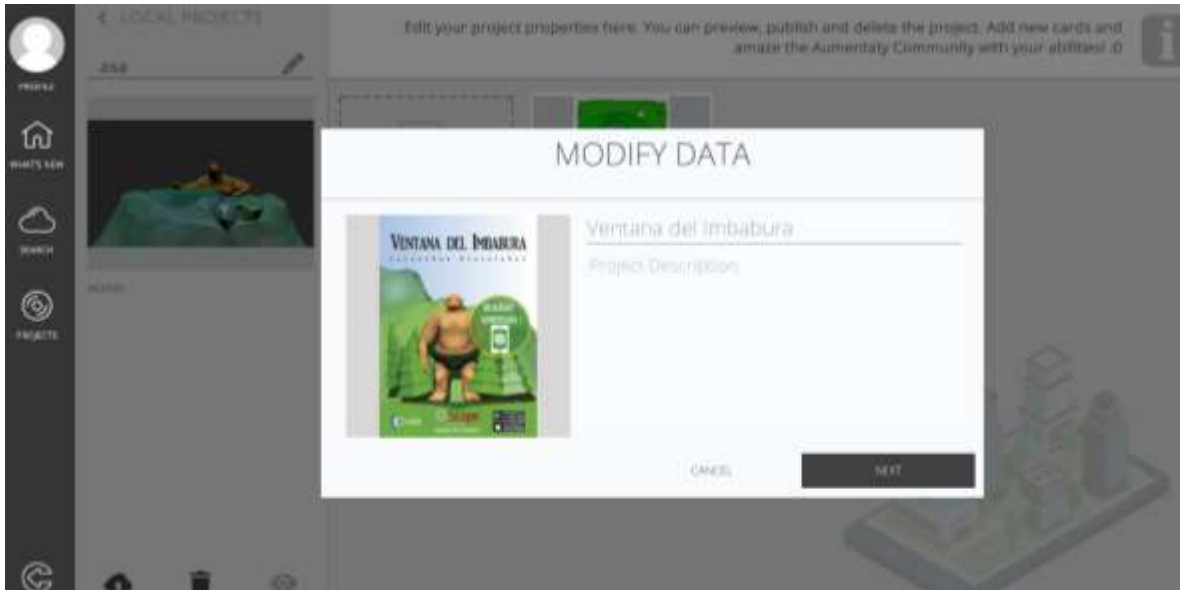 LOCAL PROJECTS
asa
PROFILE
WHAT'S NEW
SEARCH
PROJECTS
Edit your project properties here. You can preview, publish and delete the project. Add new cards and
amaze the Aumentaty Community with your abilities! :0
MODIFY DATA
VENTANA DEL IMBABURA
Ventana del Imbabura
Project Description
Scope
CANCEL
NEXT